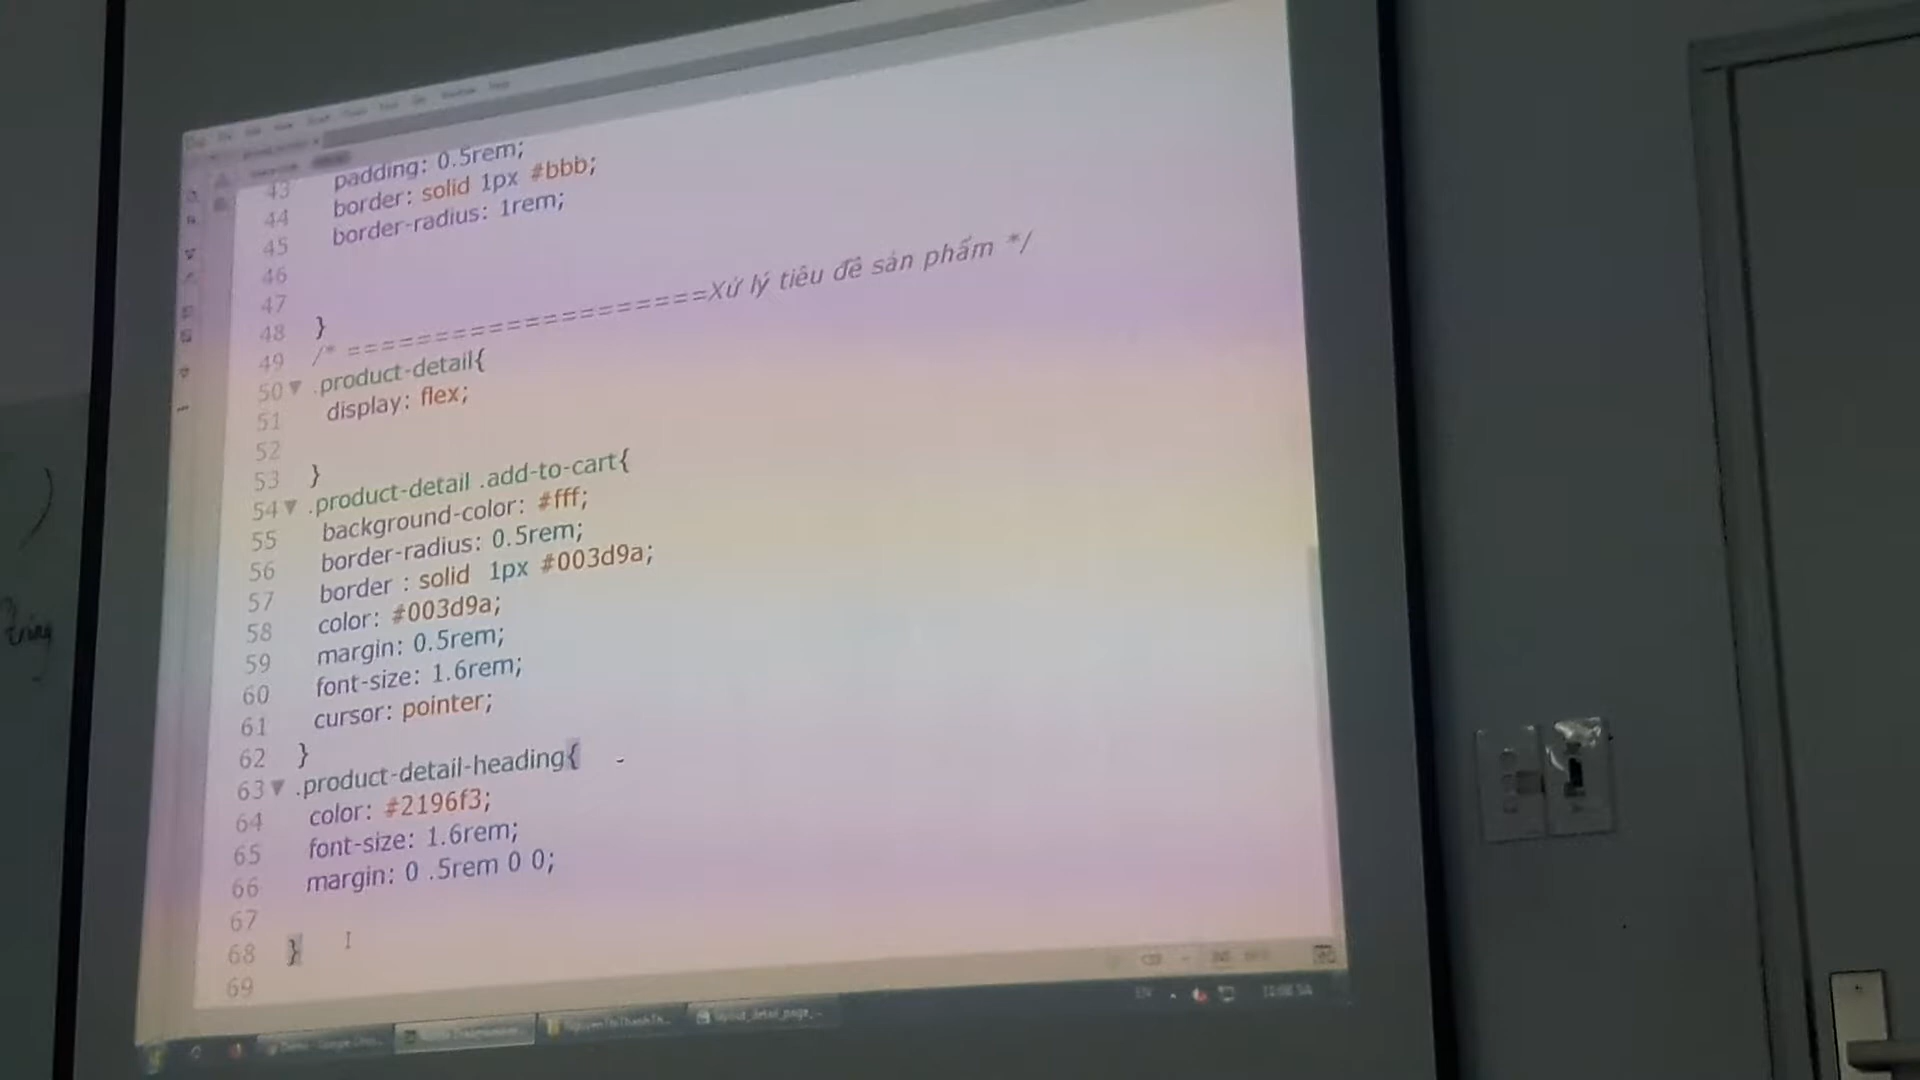 43 padding: 0.5rem;
44 border: solid 1px #bbb;
45 border-radius: 1rem;
46
47
48 }
49 /* =====================Xử lý tiêu đề sản phẩm */
50 .product-detail{
51 display: flex;
52
53 }
54 .product-detail .add-to-cart{
55 background-color: #fff;
56 border-radius: 0.5rem;
57 border : solid 1px #003d9a;
58 color: #003d9a;
59 margin: 0.5rem;
60 font-size: 1.6rem;
61 cursor: pointer;
62 }
63 .product-detail-heading{
64 color: #2196f3;
65 font-size: 1.6rem;
66 margin: 0 .5rem 0 0;
67
68 }
69